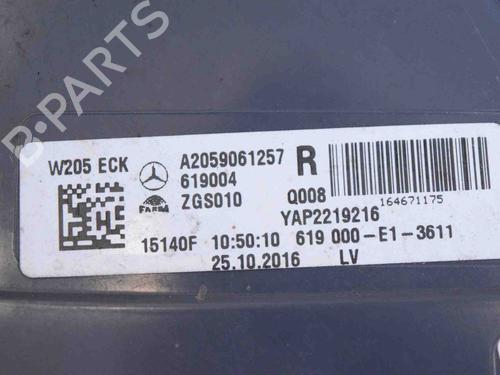 B-PARTS
W205 ECK
A2059061257 R
619004
FARBA
ZGS010
Q008
164671175
YAP2219216
15140F 10:50:10 619 000-E1-3611
25.10.2016 LV